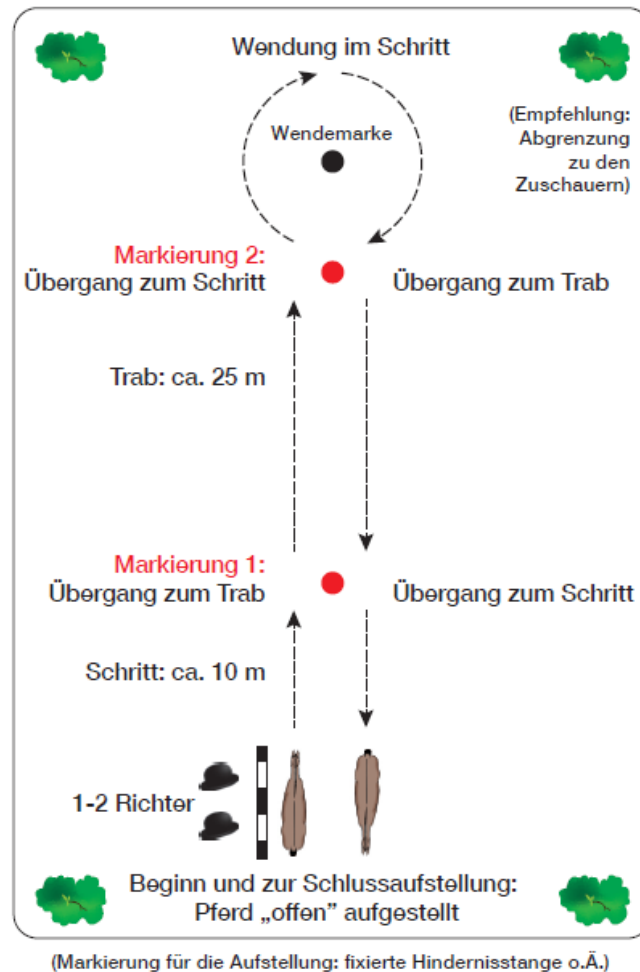 Wendung im Schritt
(Empfehlung:
Abgrenzung
zu den
Zuschauern)
Wendemarke
Markierung 2:
Übergang zum Schritt
Übergang zum Trab
Trab: ca. 25 m
Markierung 1:
Übergang zum Trab
Übergang zum Schritt
Schritt: ca. 10 m
1-2 Richter
Beginn und zur Schlussaufstellung:
Pferd „offen” aufgestellt
(Markierung für die Aufstellung: fixierte Hindernisstange o.Ä.)